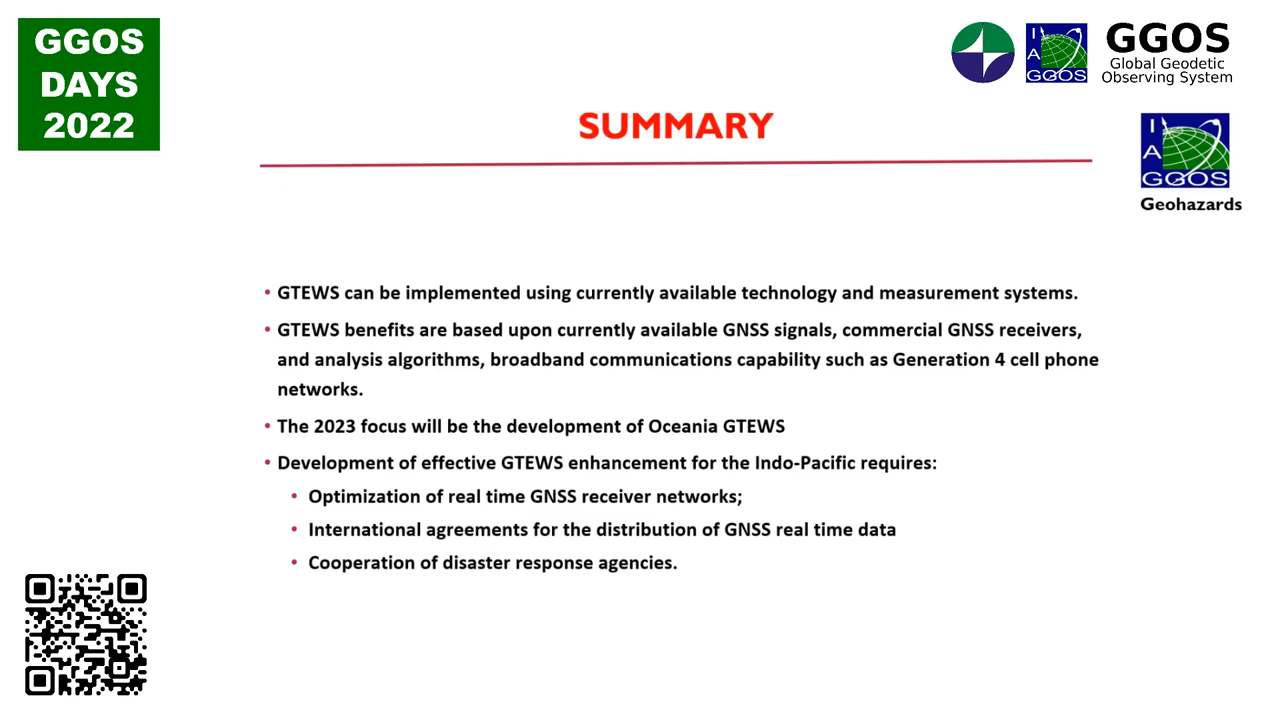 GGOS
DAYS
2022
GGOS
Global Geodetic
Observing System
I
A
GGOS
SUMMARY
I
A
GGOS
Geohazards
• GTEWS can be implemented using currently available technology and measurement systems.
• GTEWS benefits are based upon currently available GNSS signals, commercial GNSS receivers,
and analysis algorithms, broadband communications capability such as Generation 4 cell phone
networks.
• The 2023 focus will be the development of Oceania GTEWS
• Development of effective GTEWS enhancement for the Indo-Pacific requires:
• Optimization of real time GNSS receiver networks;
• International agreements for the distribution of GNSS real time data
• Cooperation of disaster response agencies.